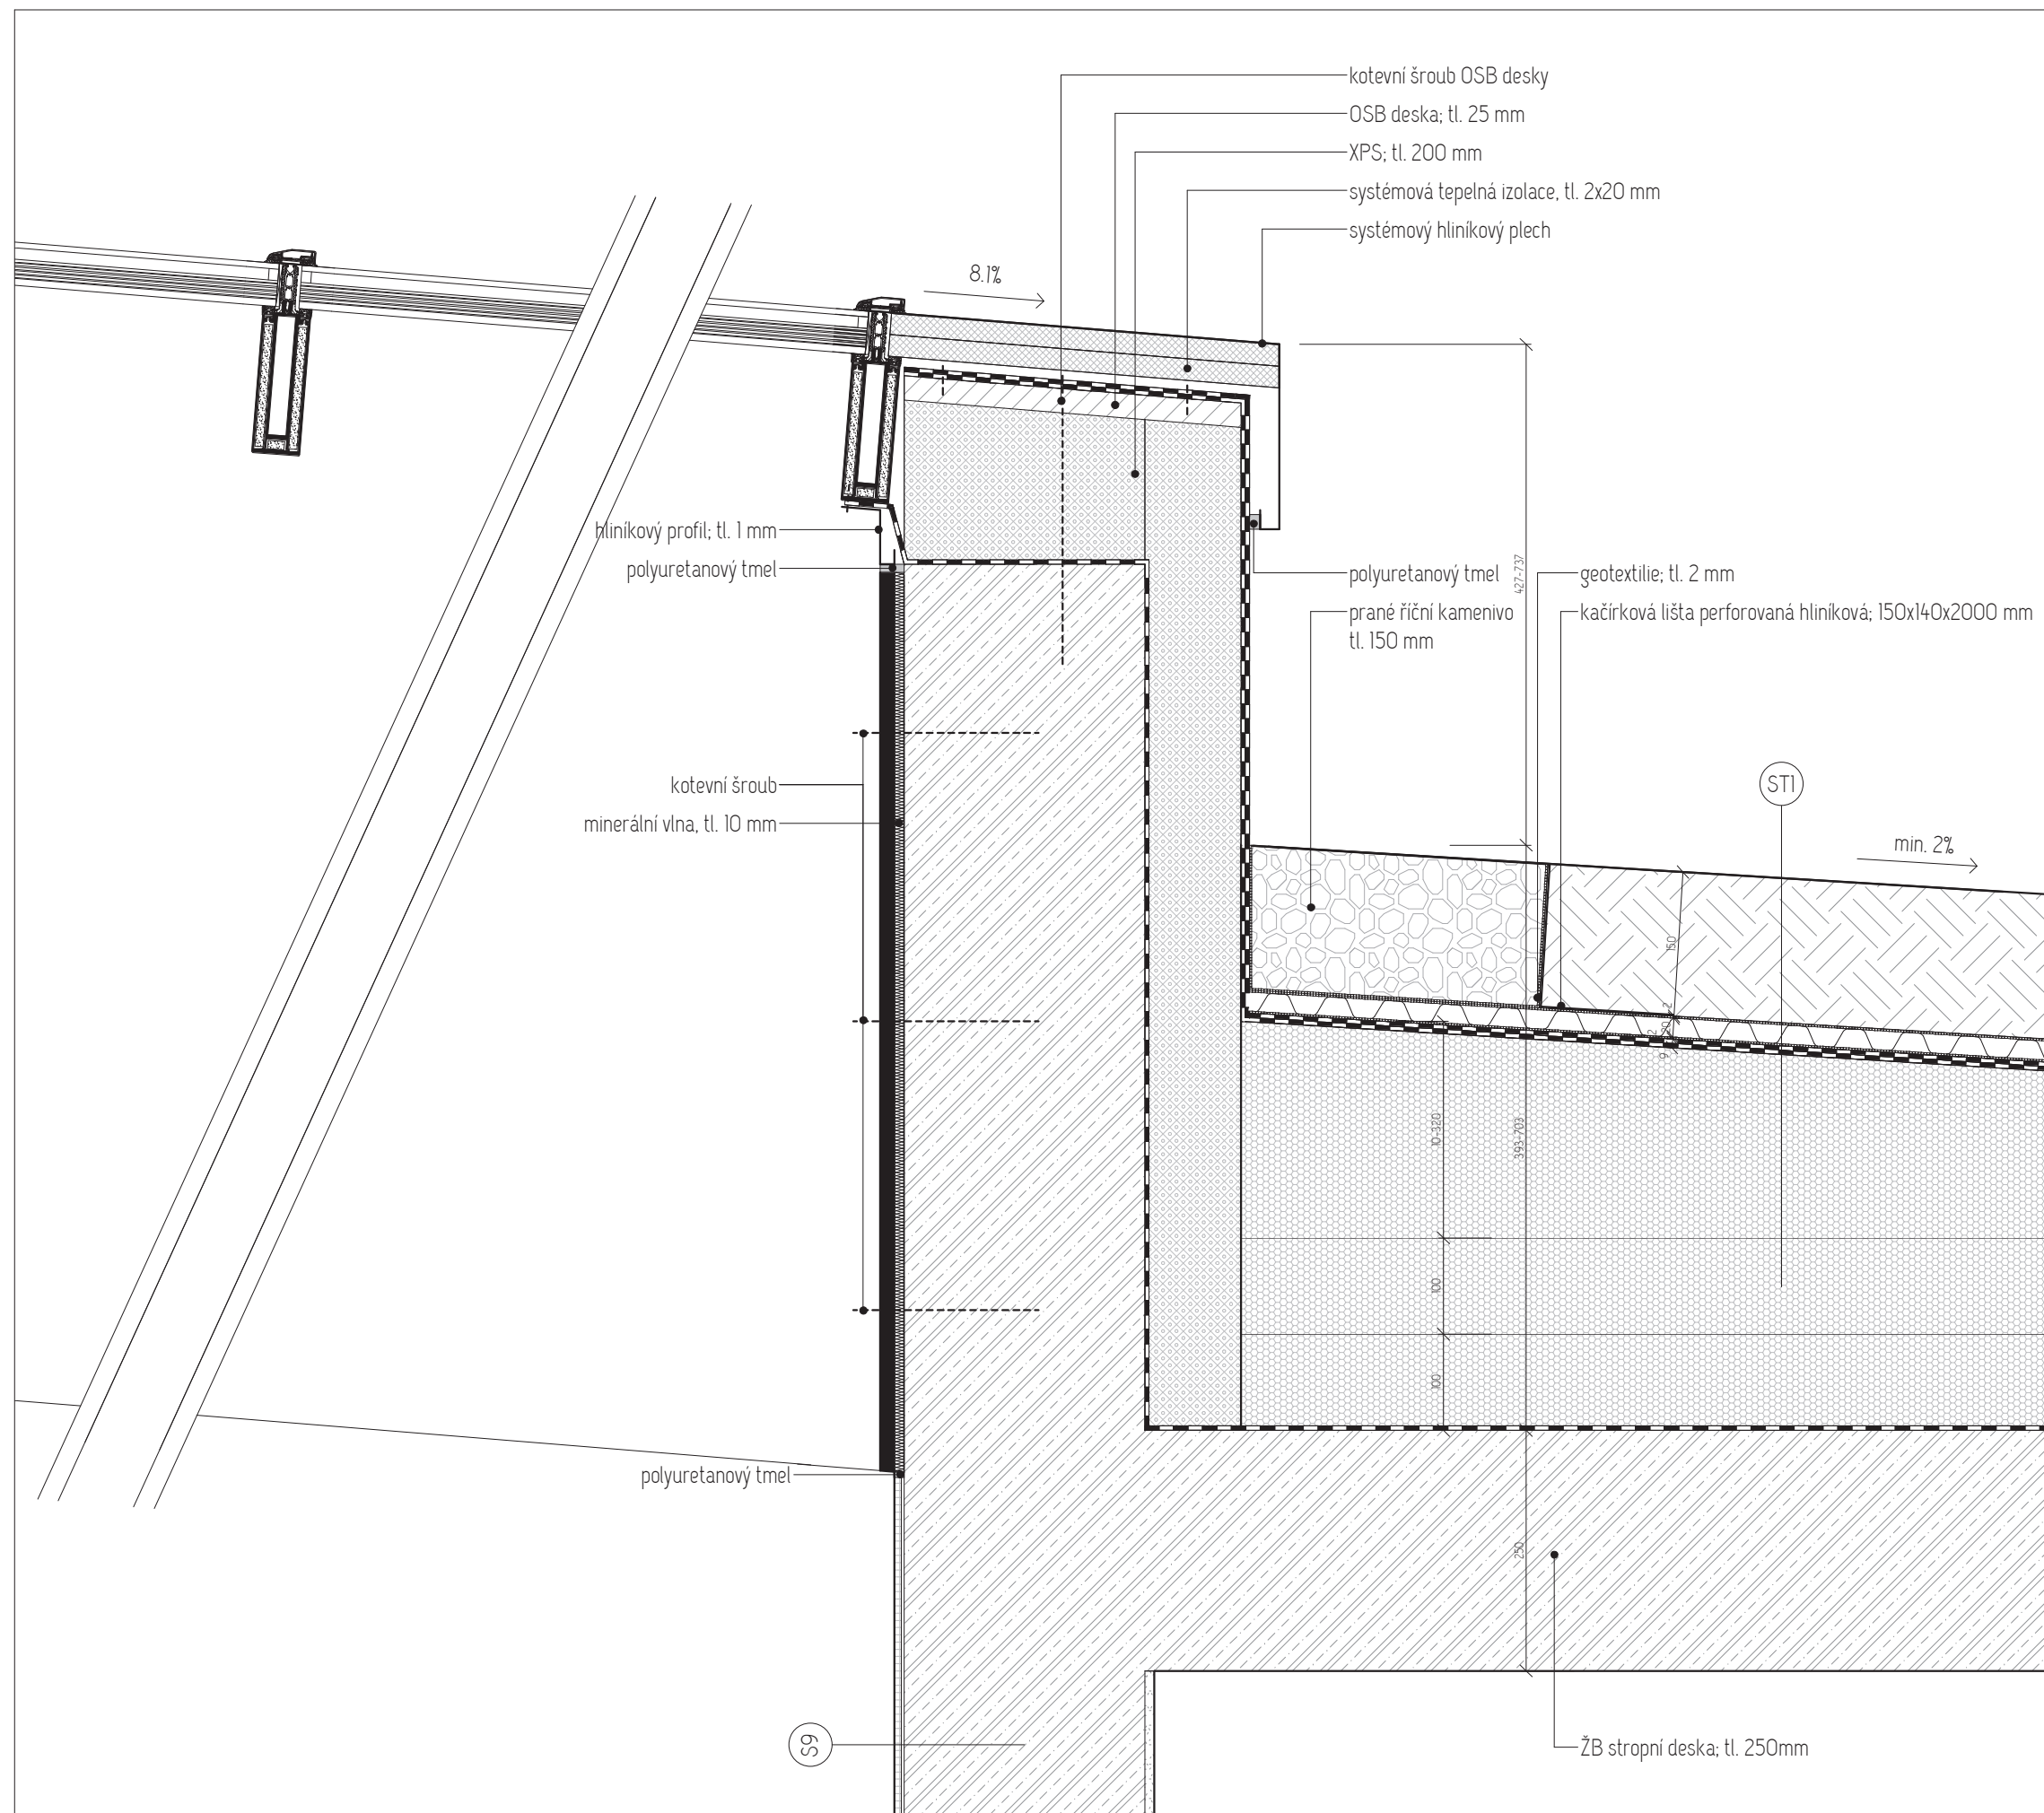 kotevní šroub OSB desky
OSB deska; tl. 25 mm
XPS; tl. 200 mm
systémová tepelná izolace, tl. 2x20 mm
systémový hliníkový plech
8.1%
hliníkový profil; tl. 1 mm
polyuretanový tmel
427-737
polyuretanový tmel
prané říční kamenivo
tl. 150 mm
geotextilie; tl. 2 mm
kačírková lišta perforovaná hliníková; 150x140x2000 mm
kotevní šroub
minerální vlna, tl. 10 mm
ST1
min. 2%
150
2
20
2
9
10-320
393-703
100
100
polyuretanový tmel
250
S9
ŽB stropní deska; tl. 250mm